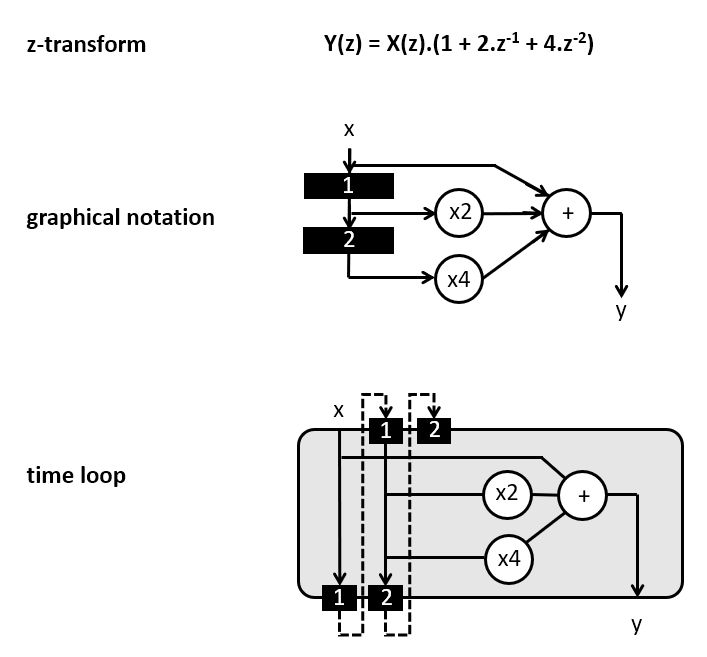 z-transform
Y(z) = X(z).(1 + 2.z⁻¹ + 4.z⁻²)
x
1
graphical notation
x2
+
2
x4
y
x
1
2
time loop
x2
+
x4
1
2
y